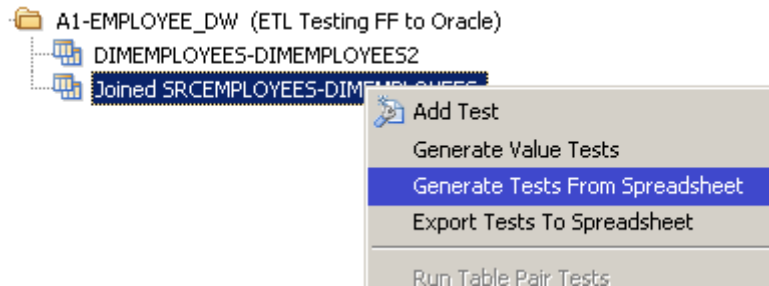 A1-EMPLOYEE_DW (ETL Testing FF to Oracle)
DIMEMPLOYEES-DIMEMPLOYEES2
Joined SRCEMPLOYEES-DIMEMPLOYEES
Add Test
Generate Value Tests
Generate Tests From Spreadsheet
Export Tests To Spreadsheet
Run Table Pair Tests